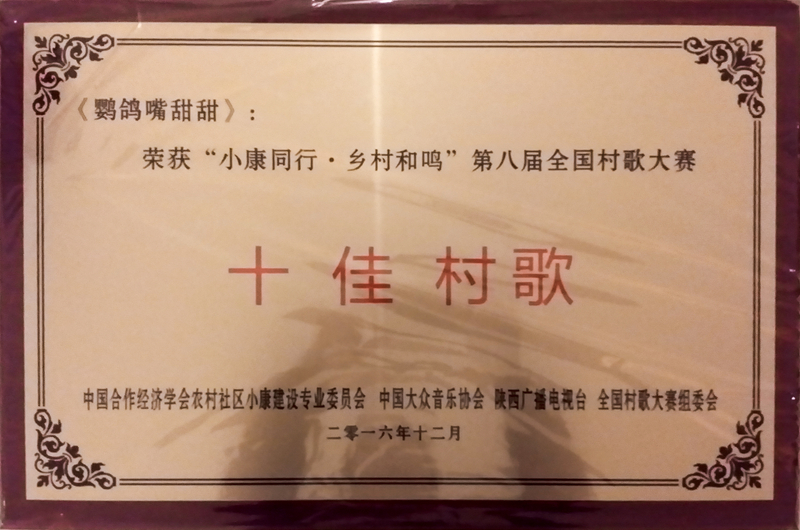 《鹦鸽嘴甜甜》：
荣获“小康同行·乡村和鸣”第八届全国村歌大赛
十佳村歌
中国合作经济学会农村社区小康建设专业委员会 中国大众音乐协会 陕西广播电视台 全国村歌大赛组委会
二零一六年十二月